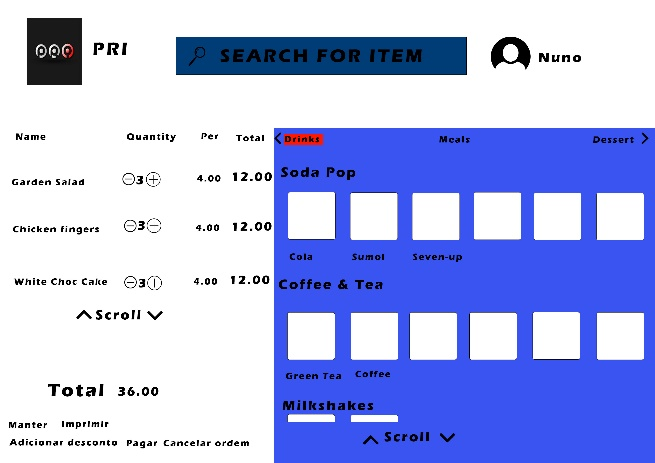 PRI
SEARCH FOR ITEM
Nuno
Name Quantity Per Total
Garden Salad 3 4.00 12.00
Chicken fingers 3 4.00 12.00
White Choc Cake 3 4.00 12.00
Scroll
Total 36.00
Manter Imprimir
Adicionar desconto Pagar Cancelar ordem
Drinks Meals Dessert
Soda Pop
Cola Sumol Seven-up
Coffee & Tea
Green Tea Coffee
Milkshakes
Scroll